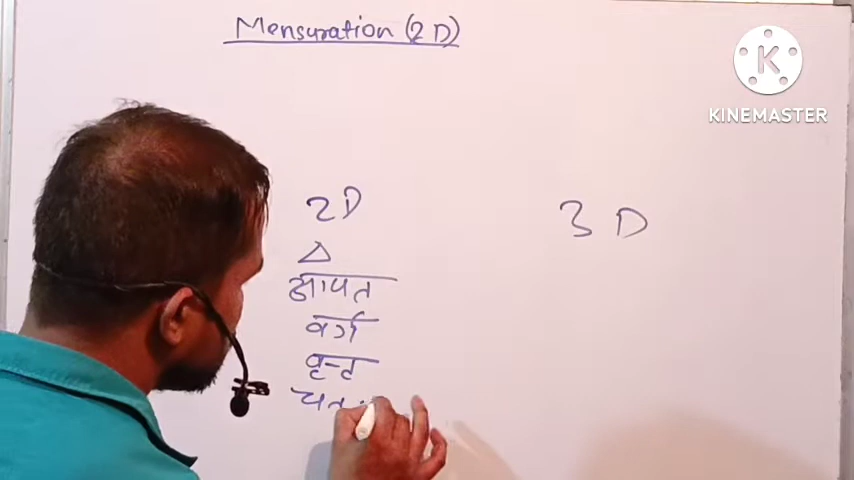 Mensuration (2D)
K
KINEMASTER
2D
3D
△
आयत
वर्ग
वृत्त